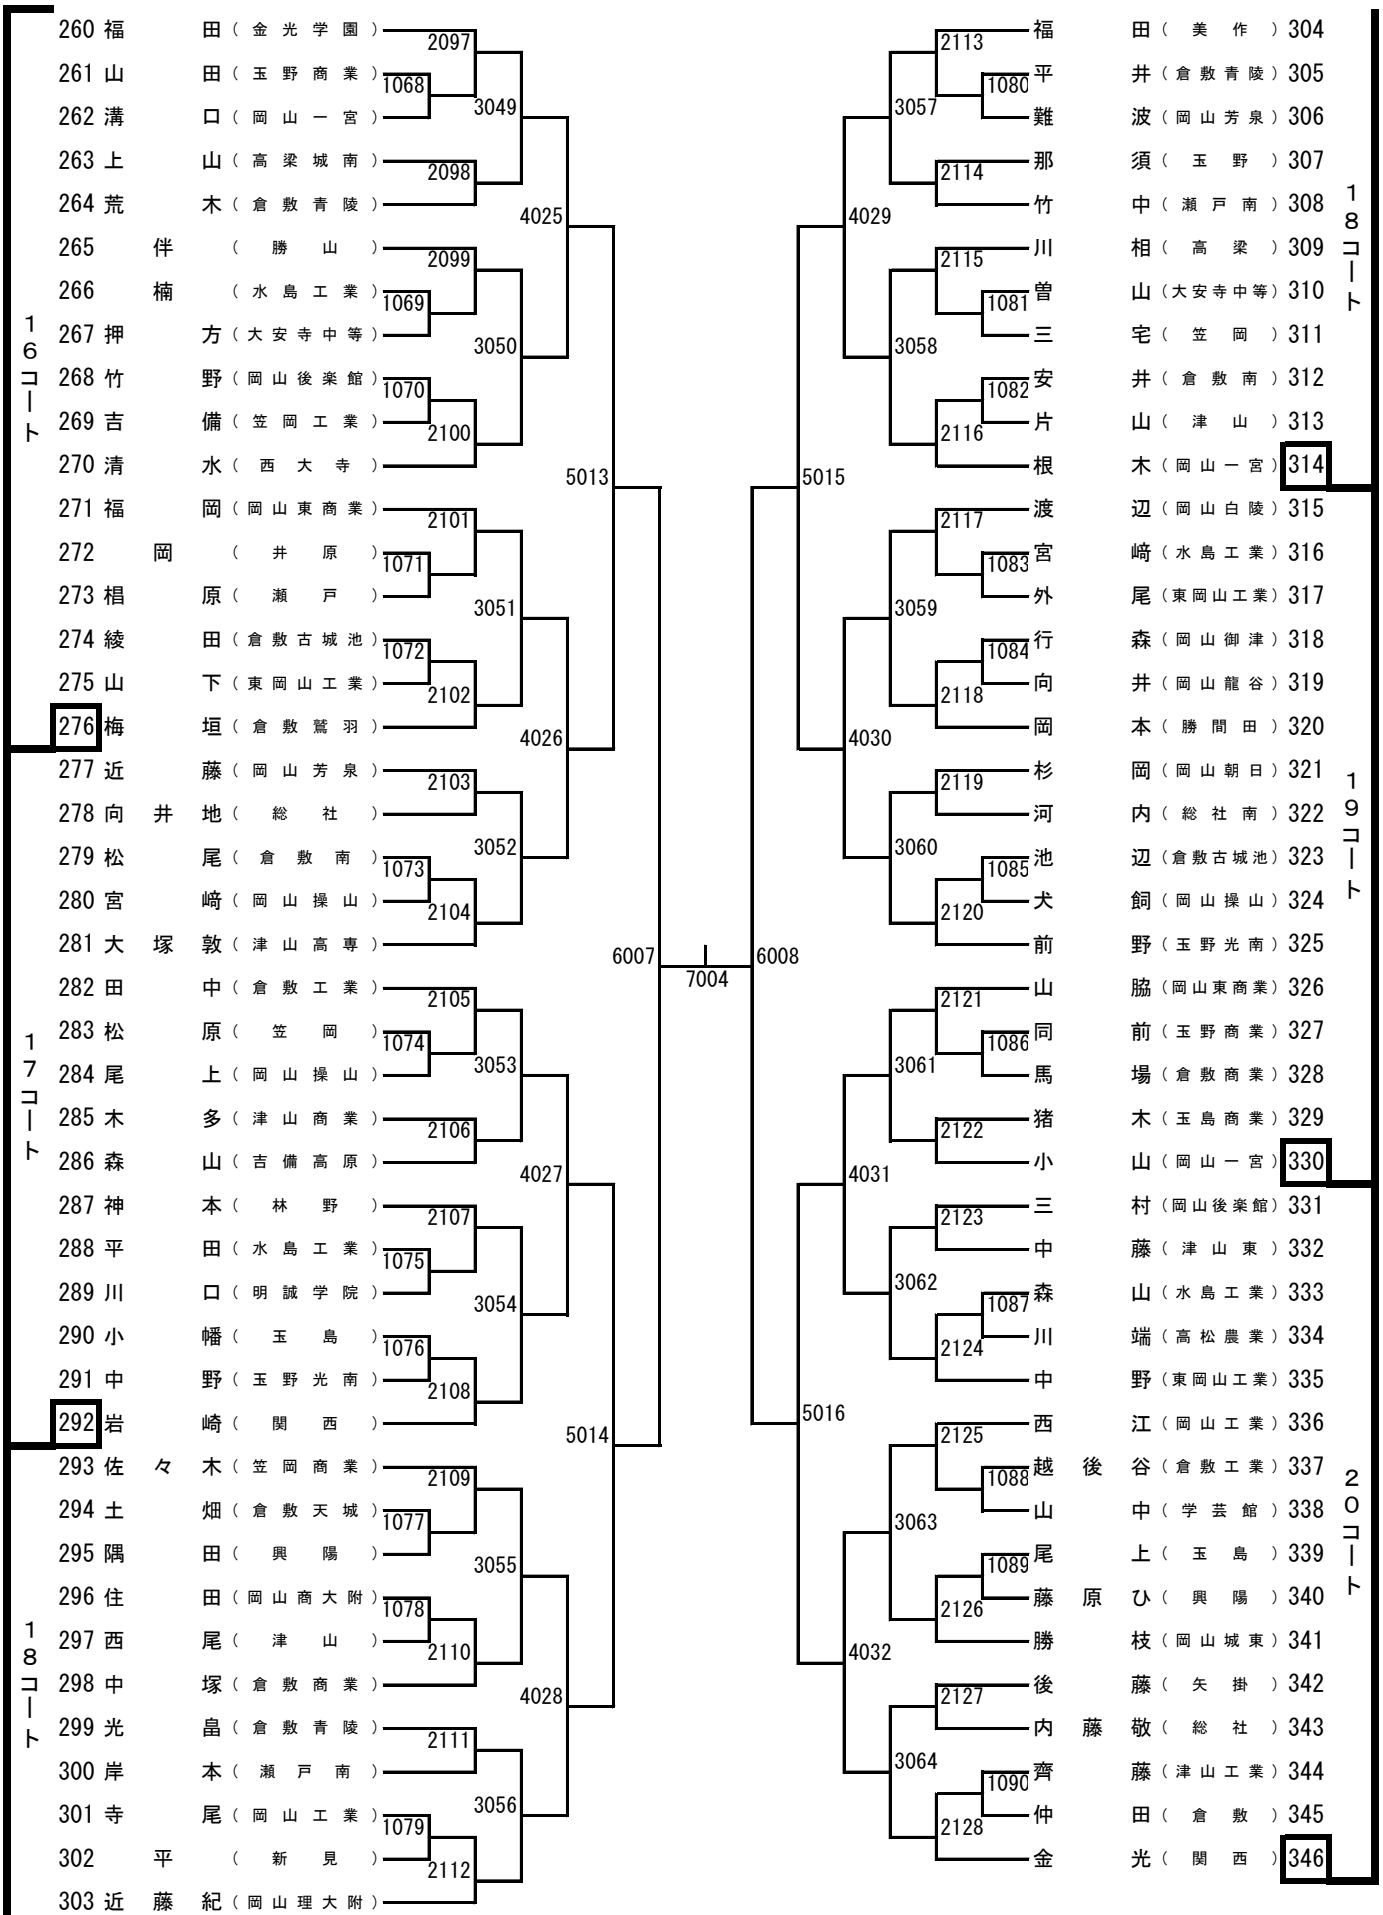 260 福田（金光学園）
261 山田（玉野商業）
262 溝口（岡山一宮）
263 上山（高梁城南）
264 荒木（倉敷青陵）
265 伴（勝山）
266 楠（水島工業）
267 押方（大安寺中等）
268 竹野（岡山後楽館）
269 吉備（笠岡工業）
270 清水（西大寺）
271 福岡（岡山東商業）
272 岡（井原）
273 椙原（瀬戸）
274 綾田（倉敷古城池）
275 山下（東岡山工業）
276 梅垣（倉敷鷲羽）
277 近藤（岡山芳泉）
278 向井地（総社）
279 松尾（倉敷南）
280 宮﨑（岡山操山）
281 大塚敦（津山高専）
282 田中（倉敷工業）
283 松原（笠岡）
284 尾上（岡山操山）
285 木多（津山商業）
286 森山（吉備高原）
287 神本（林野）
288 平田（水島工業）
289 川口（明誠学院）
290 小幡（玉島）
291 中野（玉野光南）
292 岩崎（関西）
293 佐々木（笠岡商業）
294 土畑（倉敷天城）
295 隅田（興陽）
296 住田（岡山商大附）
297 西尾（津山）
298 中塚（倉敷商業）
299 光畠（倉敷青陵）
300 岸本（瀬戸南）
301 寺尾（岡山工業）
302 平（新見）
303 近藤紀（岡山理大附）
16コート
17コート
18コート
1068
1069
1070
1071
1072
1073
1074
1075
1076
1077
1078
1079
2097
2098
2099
2100
2101
2102
2103
2104
2105
2106
2107
2108
2109
2110
2111
2112
3049
3050
3051
3052
3053
3054
3055
3056
4025
4026
4027
4028
5013
5014
6007
7004
6008
5015
5016
4029
4030
4031
4032
3057
3058
3059
3060
3061
3062
3063
3064
2113
2114
2115
2116
2117
2118
2119
2120
2121
2122
2123
2124
2125
2126
2127
2128
1080
1081
1082
1083
1084
1085
1086
1087
1088
1089
1090
福田（美作）304
平井（倉敷青陵）305
難波（岡山芳泉）306
那須（玉野）307
竹中（瀬戸南）308
川相（高梁）309
曽山（大安寺中等）310
三宅（笠岡）311
安井（倉敷南）312
片山（津山）313
根木（岡山一宮）314
渡辺（岡山白陵）315
宮﨑（水島工業）316
外尾（東岡山工業）317
行森（岡山御津）318
向井（岡山龍谷）319
岡本（勝間田）320
杉岡（岡山朝日）321
河内（総社南）322
池辺（倉敷古城池）323
犬飼（岡山操山）324
前野（玉野光南）325
山脇（岡山東商業）326
同前（玉野商業）327
馬場（倉敷商業）328
猪木（玉島商業）329
小山（岡山一宮）330
三村（岡山後楽館）331
中藤（津山東）332
森山（水島工業）333
川端（高松農業）334
中野（東岡山工業）335
西江（岡山工業）336
越後谷（倉敷工業）337
山中（学芸館）338
尾上（玉島）339
藤原ひ（興陽）340
勝枝（岡山城東）341
後藤（矢掛）342
内藤敬（総社）343
齊藤（津山工業）344
仲田（倉敷）345
金光（関西）346
18コート
19コート
20コート